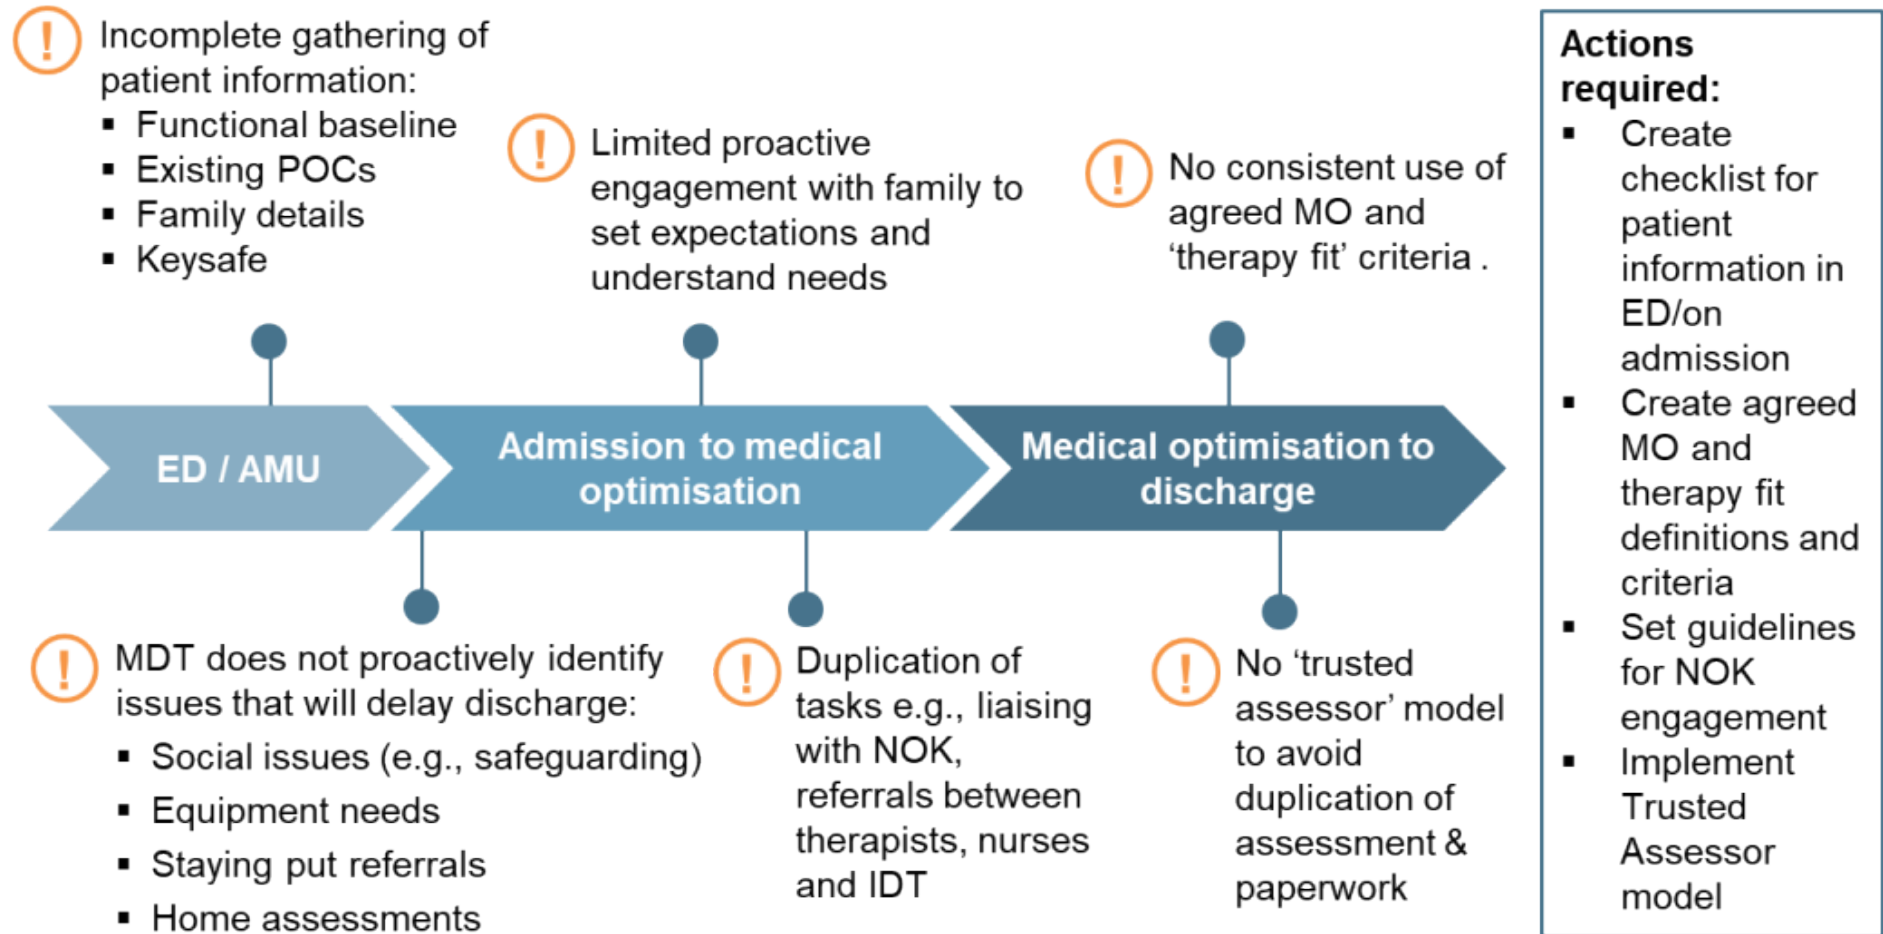 Incomplete gathering of
patient information:
▪ Functional baseline
▪ Existing POCs
▪ Family details
▪ Keysafe
Limited proactive
engagement with family to
set expectations and
understand needs
No consistent use of
agreed MO and
‘therapy fit’ criteria .
ED / AMU
Admission to medical
optimisation
Medical optimisation to
discharge
MDT does not proactively identify
issues that will delay discharge:
▪ Social issues (e.g., safeguarding)
▪ Equipment needs
▪ Staying put referrals
▪ Home assessments
Duplication of
tasks e.g., liaising
with NOK,
referrals between
therapists, nurses
and IDT
No ‘trusted
assessor’ model
to avoid
duplication of
assessment &
paperwork
Actions
required:
▪ Create
checklist for
patient
information in
ED/on
admission
▪ Create agreed
MO and
therapy fit
definitions and
criteria
▪ Set guidelines
for NOK
engagement
▪ Implement
Trusted
Assessor
model